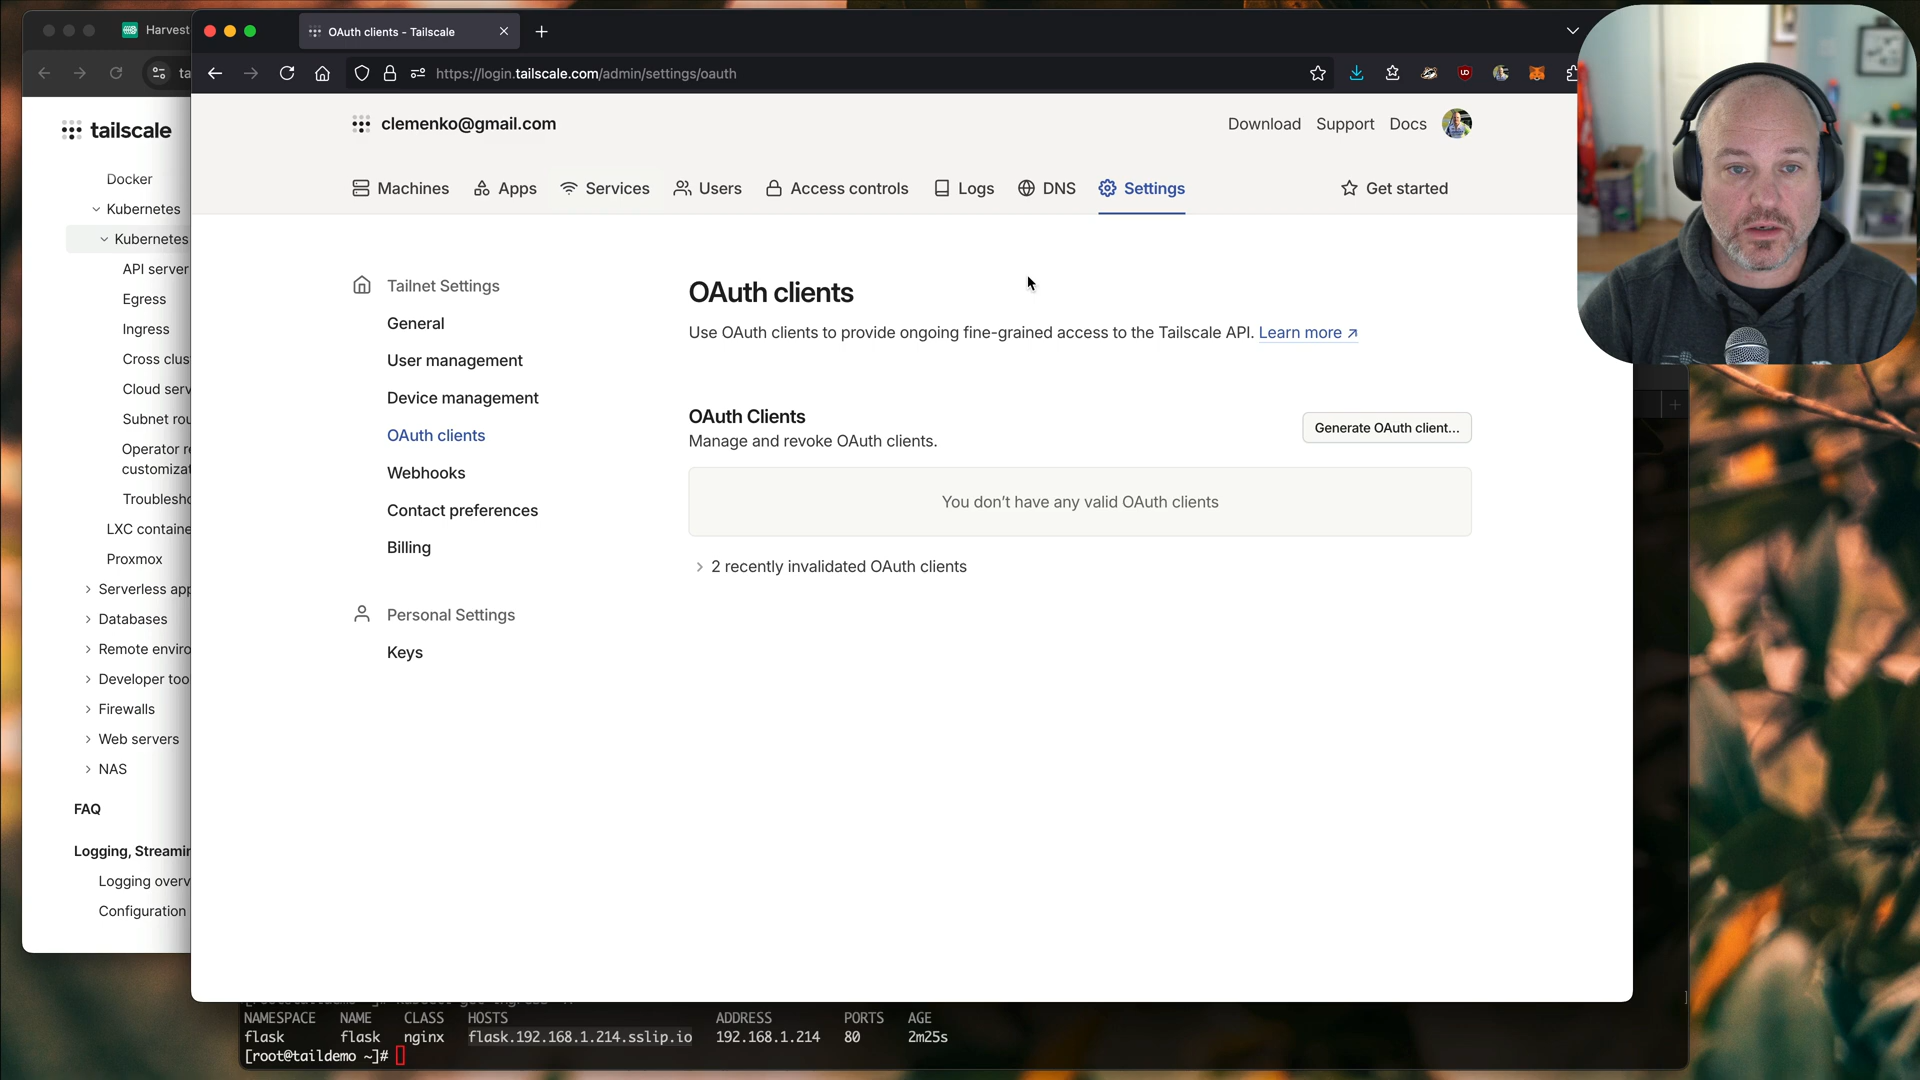 Harvest
OAuth clients - Tailscale
ta
https://login.tailscale.com/admin/settings/oauth
tailscale
Docker
Kubernetes
Kubernetes
API server
Egress
Ingress
Cross clus
Cloud serv
Subnet rou
Operator re
customizat
Troublesho
LXC containe
Proxmox
Serverless app
Databases
Remote enviro
Developer too
Firewalls
Web servers
NAS
FAQ
Logging, Streamin
Logging overv
Configuration
clemenko@gmail.com
Download Support Docs
Machines Apps Services Users Access controls Logs DNS Settings Get started
Tailnet Settings
General
User management
Device management
OAuth clients
Webhooks
Contact preferences
Billing
Personal Settings
Keys
OAuth clients
Use OAuth clients to provide ongoing fine-grained access to the Tailscale API. Learn more ↗
OAuth Clients
Manage and revoke OAuth clients.
Generate OAuth client...
You don’t have any valid OAuth clients
2 recently invalidated OAuth clients
NAMESPACE NAME CLASS HOSTS ADDRESS PORTS AGE
flask flask nginx flask.192.168.1.214.sslip.io 192.168.1.214 80 2m25s
[root@taildemo ~]#